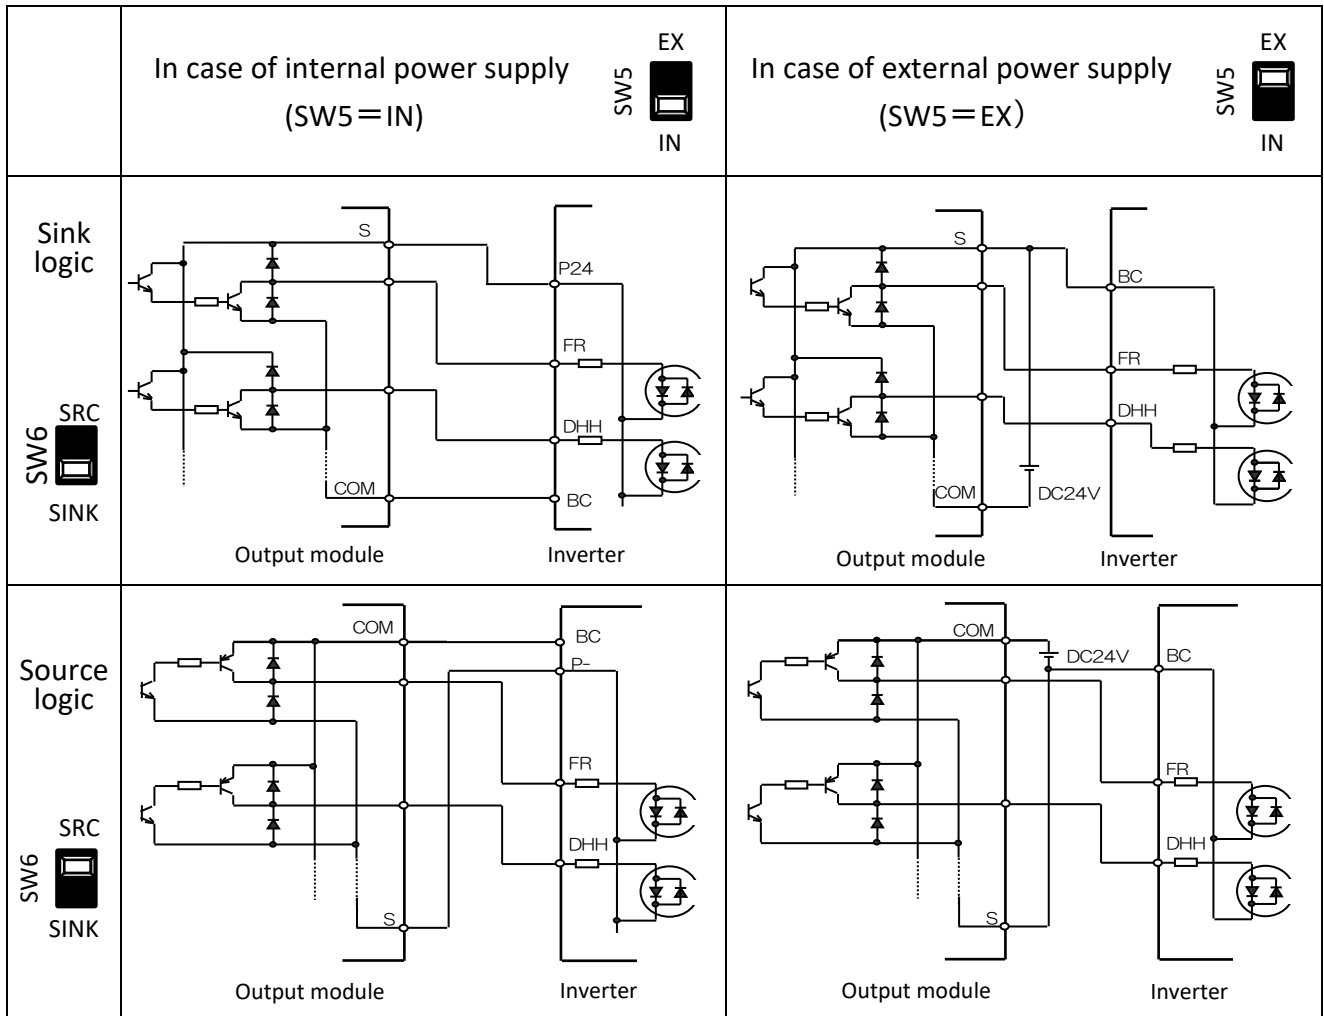 In case of internal power supply
(SW5＝IN)
EX
SW5
IN
In case of external power supply
(SW5＝EX）
EX
SW5
IN
Sink
logic
SRC
SW6
SINK
S
P24
FR
DHH
COM
BC
Output module
Inverter
S
BC
FR
DHH
COM
DC24V
Output module
Inverter
Source
logic
SRC
SW6
SINK
COM
BC
P-
FR
DHH
S
Output module
Inverter
COM
DC24V
BC
FR
DHH
S
Output module
Inverter